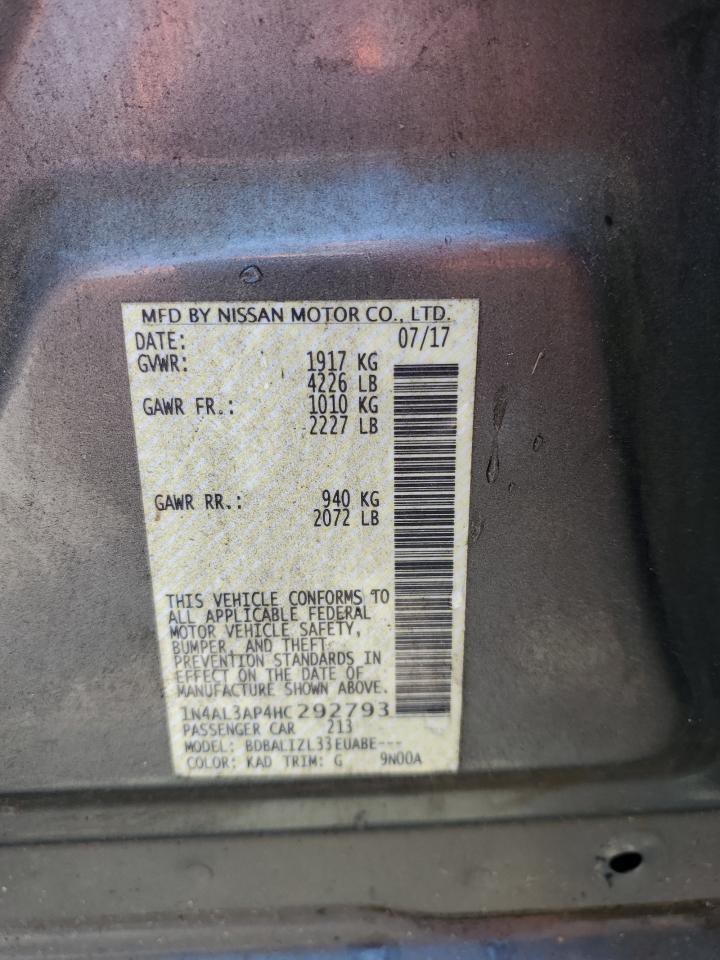 MFD BY NISSAN MOTOR CO., LTD.
DATE: 07/17
GVWR: 1917 KG
4226 LB
GAWR FR.: 1010 KG
2227 LB
GAWR RR.: 940 KG
2072 LB
THIS VEHICLE CONFORMS TO
ALL APPLICABLE FEDERAL
MOTOR VEHICLE SAFETY,
BUMPER, AND THEFT
PREVENTION STANDARDS IN
EFFECT ON THE DATE OF
MANUFACTURE SHOWN ABOVE.
1N4AL3AP4HC292793
PASSENGER CAR 213
MODEL: BDBALIZL33EUABE---
COLOR: KAD TRIM: G 9N00A